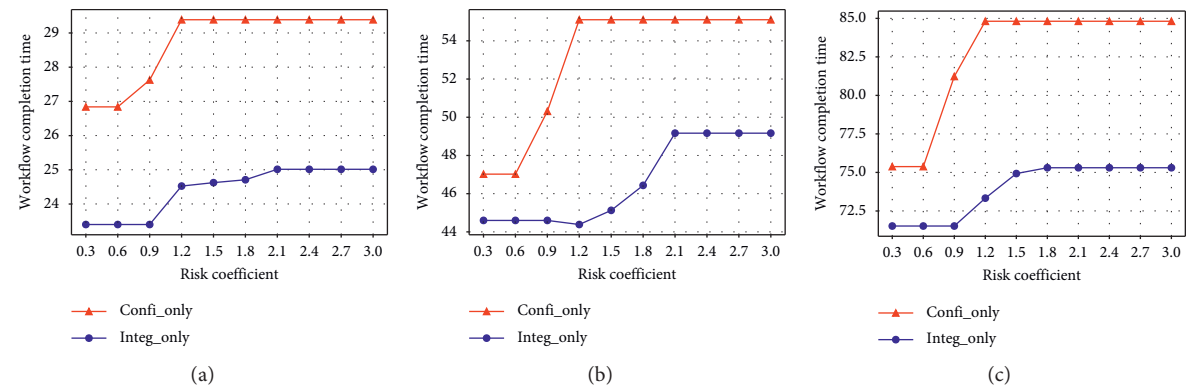 29
28
27
26
25
24
Workflow completion time
0.3 0.6 0.9 1.2 1.5 1.8 2.1 2.4 2.7 3.0
Risk coefficient
Confi_only
Integ_only
(a)
54
52
50
48
46
44
Workflow completion time
0.3 0.6 0.9 1.2 1.5 1.8 2.1 2.4 2.7 3.0
Risk coefficient
Confi_only
Integ_only
(b)
85.0
82.5
80.0
77.5
75.0
72.5
Workflow completion time
0.3 0.6 0.9 1.2 1.5 1.8 2.1 2.4 2.7 3.0
Risk coefficient
Confi_only
Integ_only
(c)